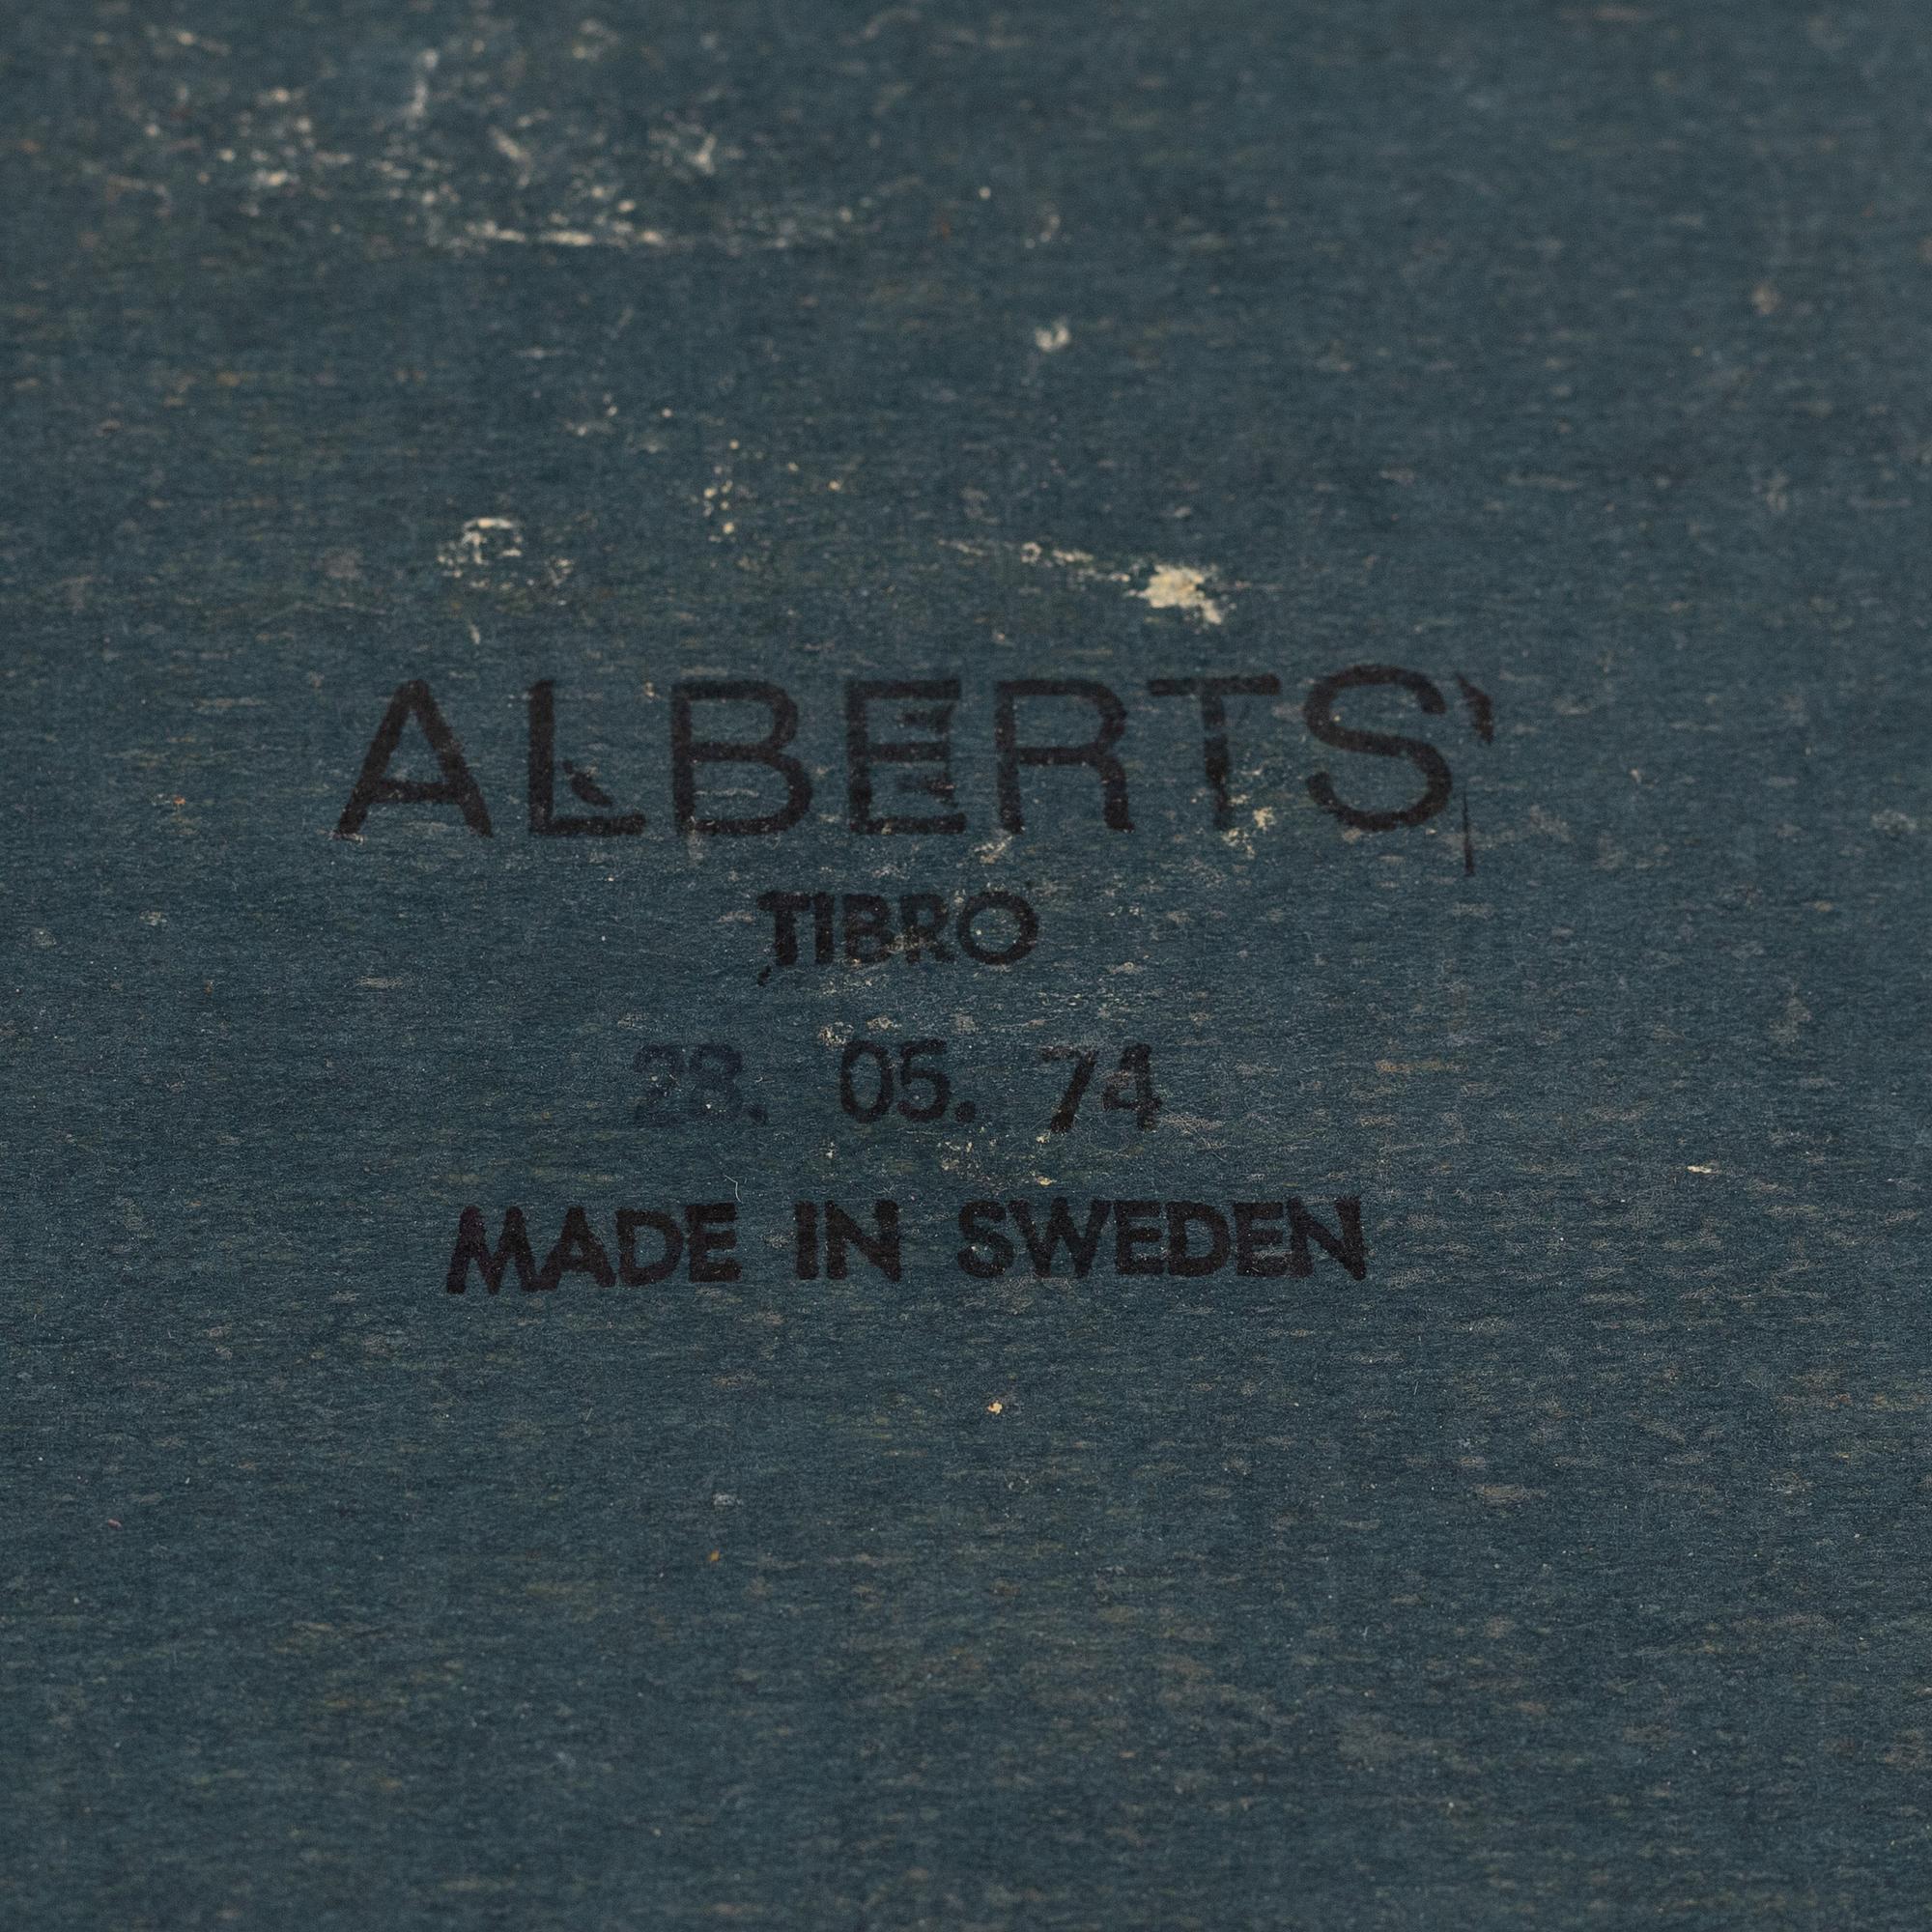 ALBERTS'
TIBRO
28. 05. 74
MADE IN SWEDEN